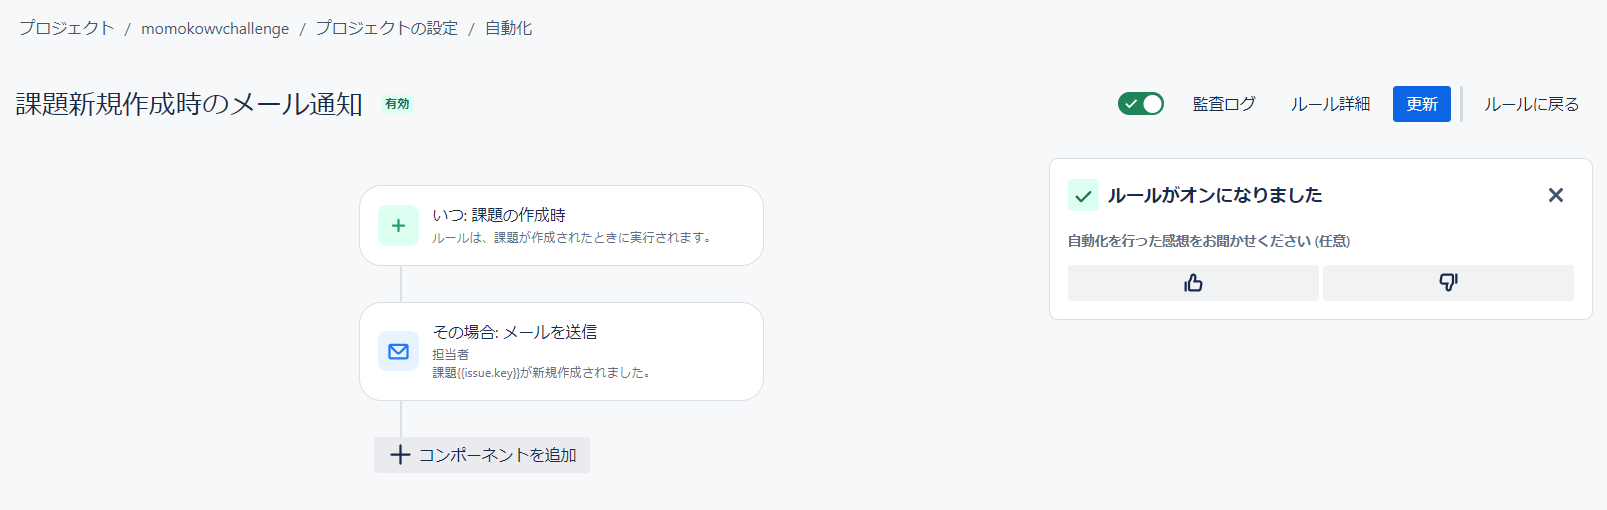 プロジェクト / momokowvchallenge / プロジェクトの設定 / 自動化
課題新規作成時のメール通知 有効
監査ログ ルール詳細 更新 ルールに戻る
ルールがオンになりました
自動化を行った感想をお聞かせください (任意)
いつ: 課題の作成時
ルールは、課題が作成されたときに実行されます。
その場合: メールを送信
担当者
課題{{issue.key}}が新規作成されました。
コンポーネントを追加